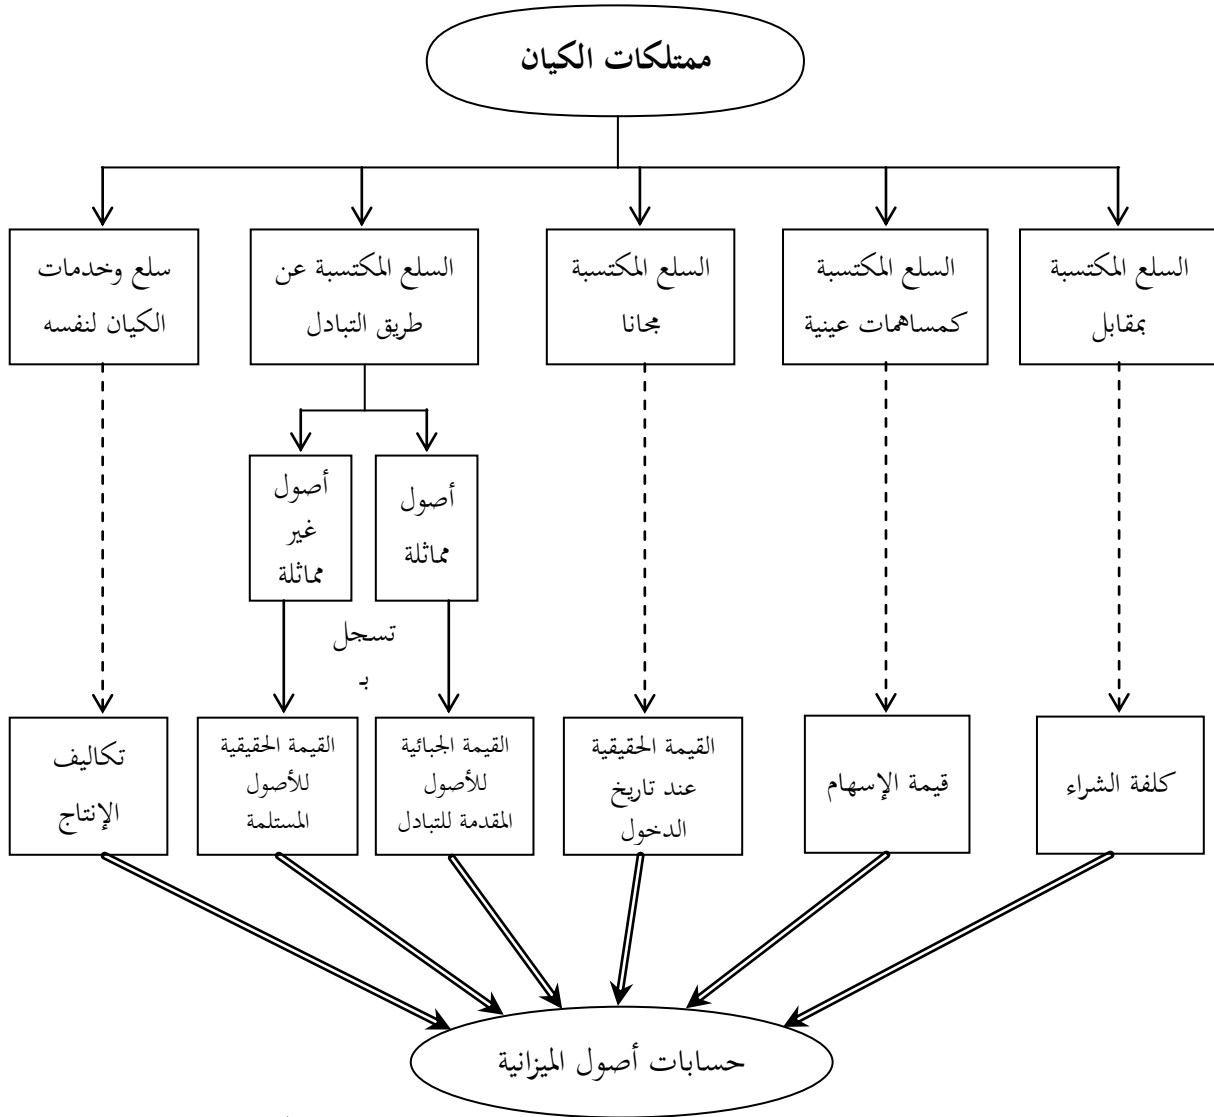 ممتلكات الكيان
السلع المكتسبة
بمقابل
السلع المكتسبة
كمساهمات عينية
السلع المكتسبة
مجانا
السلع المكتسبة عن
طريق التبادل
سلع وخدمات
الكيان لنفسه
أصول
مماثلة
أصول
غير
مماثلة
تسجل
بـ
كلفة الشراء
قيمة الإسهام
القيمة الحقيقية
عند تاريخ
الدخول
القيمة الجبائية
للأصول
المقدمة للتبادل
القيمة الحقيقية
للأصول
المستلمة
تكاليف
الإنتاج
حسابات أصول الميزانية